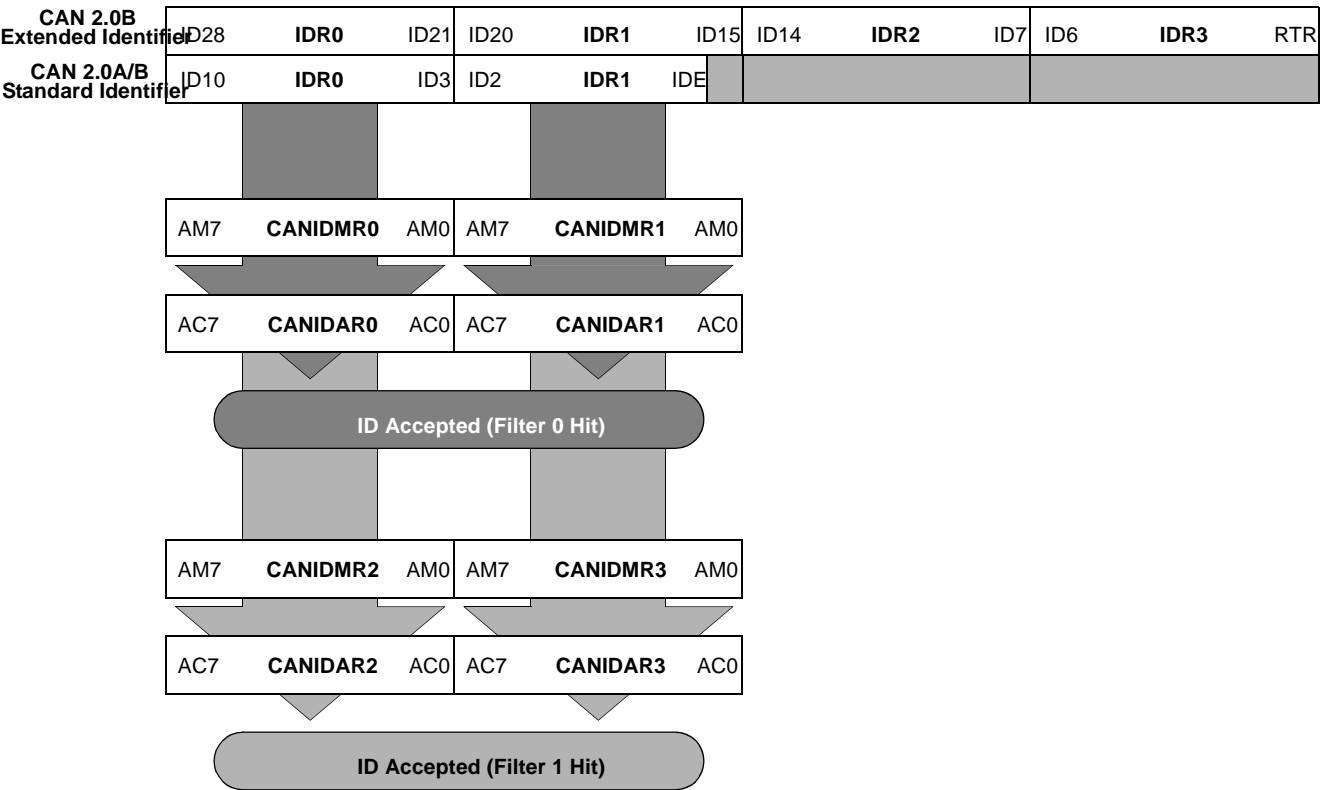 CAN 2.0B
Extended Identifier ID28 IDR0 ID21 ID20 IDR1 ID15 ID14 IDR2 ID7 ID6 IDR3 RTR
CAN 2.0A/B
Standard Identifier ID10 IDR0 ID3 ID2 IDR1 IDE
AM7 CANIDMR0 AM0 AM7 CANIDMR1 AM0
AC7 CANIDAR0 AC0 AC7 CANIDAR1 AC0
ID Accepted (Filter 0 Hit)
AM7 CANIDMR2 AM0 AM7 CANIDMR3 AM0
AC7 CANIDAR2 AC0 AC7 CANIDAR3 AC0
ID Accepted (Filter 1 Hit)